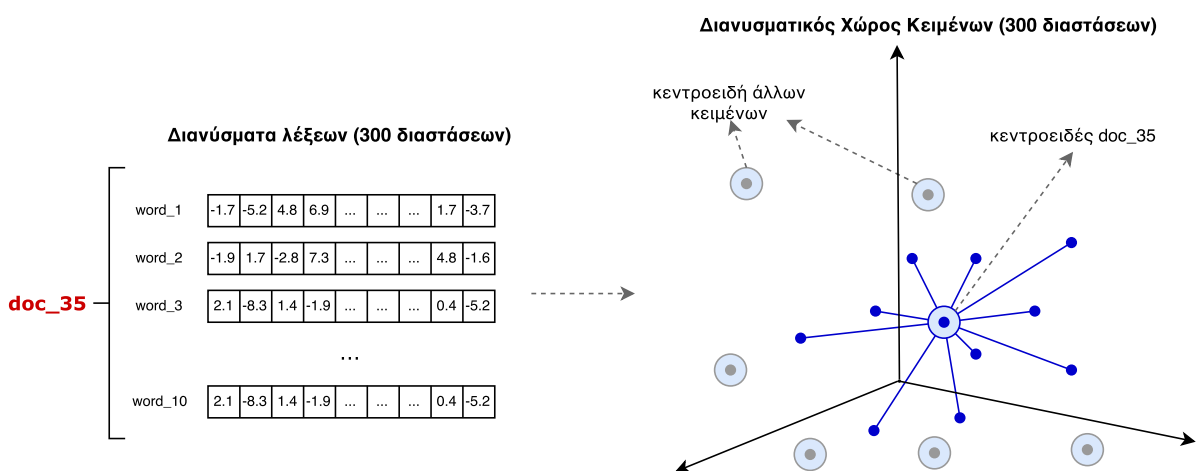 Διανυσματικός Χώρος Κειμένων (300 διαστάσεων)
κεντροειδή άλλων
κειμένων
κεντροειδές doc_35
Διανύσματα λέξεων (300 διαστάσεων)
word_1 -1.7 -5.2 4.8 6.9 ... ... ... 1.7 -3.7
word_2 -1.9 1.7 -2.8 7.3 ... ... ... 4.8 -1.6
doc_35
word_3 2.1 -8.3 1.4 -1.9 ... ... ... 0.4 -5.2
...
word_10 2.1 -8.3 1.4 -1.9 ... ... ... 0.4 -5.2